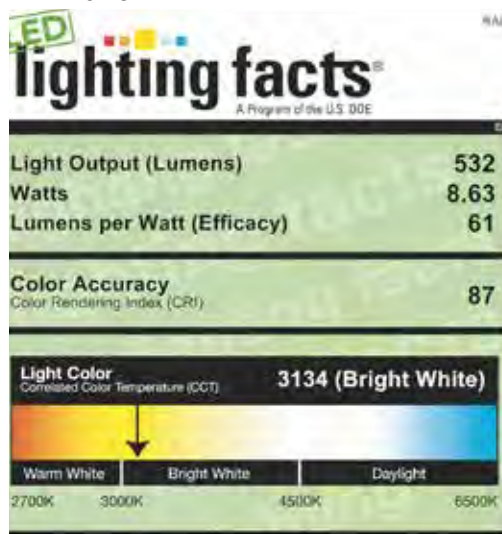 LED
lighting facts®
A Program of the U.S. DOE
Light Output (Lumens) 532
Watts 8.63
Lumens per Watt (Efficacy) 61
Color Accuracy 87
Color Rendering Index (CRI)
Light Color 3134 (Bright White)
Correlated Color Temperature (CCT)
Warm White Bright White Daylight
2700K 3000K 4500K 6500K